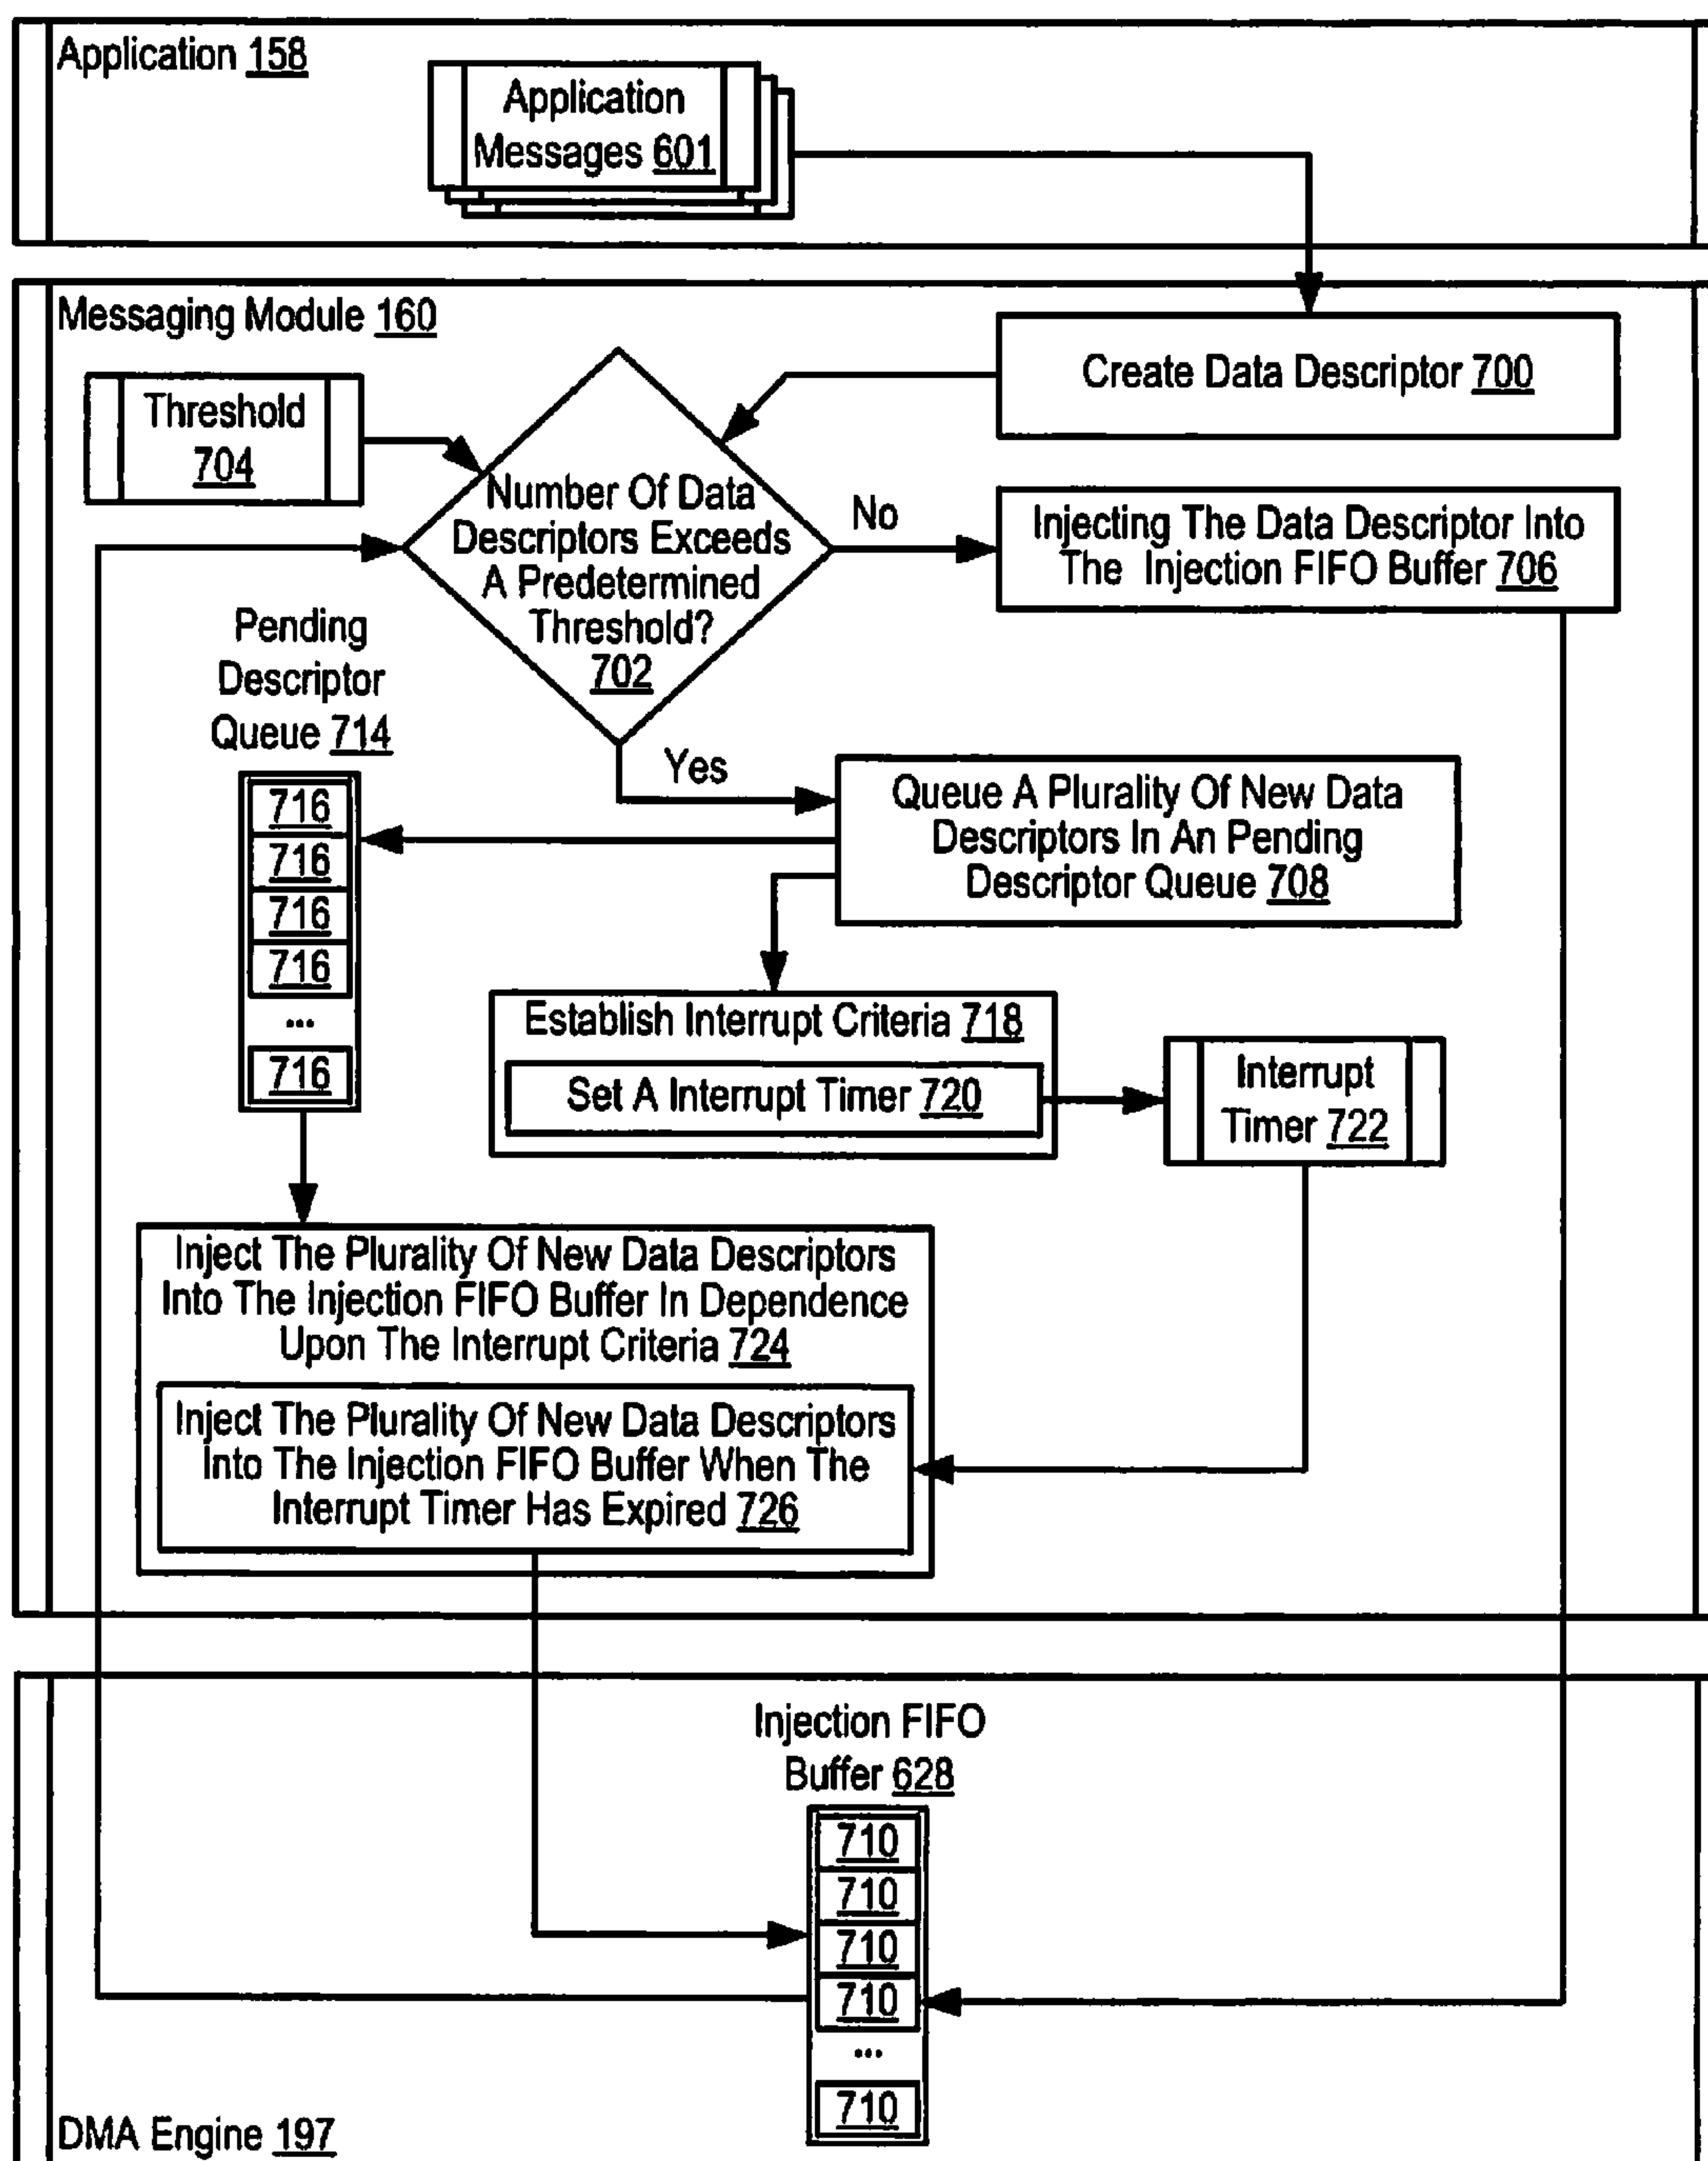 Application 158
Application
Messages 601
Messaging Module 160
Create Data Descriptor 700
Threshold
704
Number Of Data
Descriptors Exceeds
A Predetermined
Threshold?
702
No
Injecting The Data Descriptor Into
The Injection FIFO Buffer 706
Pending
Descriptor
Queue 714
Yes
Queue A Plurality Of New Data
Descriptors In An Pending
Descriptor Queue 708
716
716
716
716
...
716
Establish Interrupt Criteria 718
Set A Interrupt Timer 720
Interrupt
Timer 722
Inject The Plurality Of New Data Descriptors
Into The Injection FIFO Buffer In Dependence
Upon The Interrupt Criteria 724
Inject The Plurality Of New Data Descriptors
Into The Injection FIFO Buffer When The
Interrupt Timer Has Expired 726
Injection FIFO
Buffer 628
710
710
710
710
...
710
DMA Engine 197